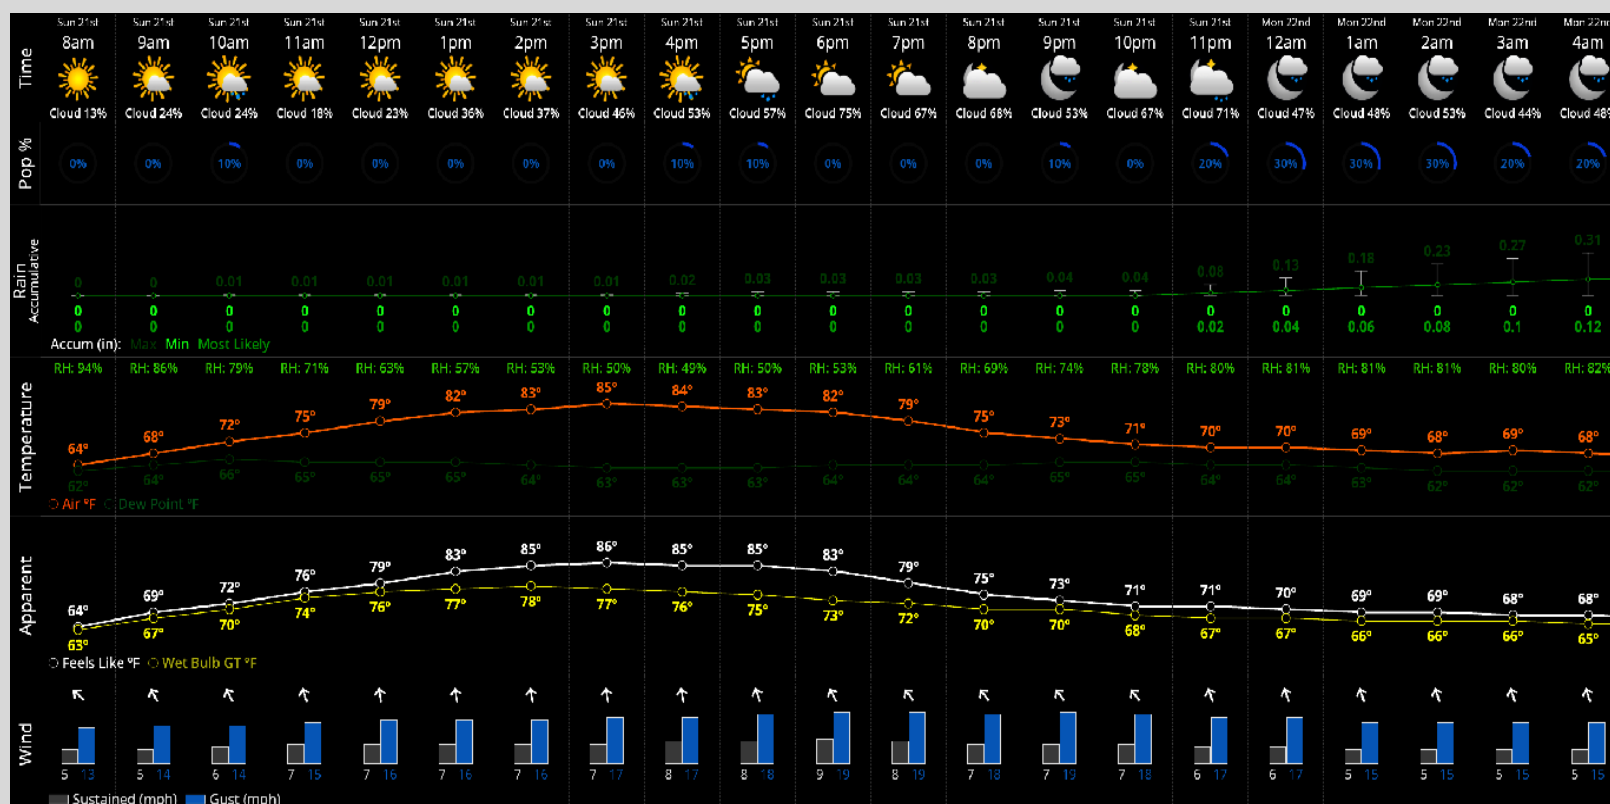 Sun 21st Sun 21st Sun 21st Sun 21st Sun 21st Sun 21st Sun 21st Sun 21st Sun 21st Sun 21st Sun 21st Sun 21st Sun 21st Sun 21st Sun 21st Sun 21st Mon 22nd Mon 22nd Mon 22nd Mon 22nd Mon 22nd
8am 9am 10am 11am 12pm 1pm 2pm 3pm 4pm 5pm 6pm 7pm 8pm 9pm 10pm 11pm 12am 1am 2am 3am 4am
Time
Cloud 13% Cloud 24% Cloud 24% Cloud 18% Cloud 23% Cloud 36% Cloud 37% Cloud 46% Cloud 53% Cloud 57% Cloud 75% Cloud 67% Cloud 68% Cloud 53% Cloud 67% Cloud 71% Cloud 47% Cloud 48% Cloud 53% Cloud 44% Cloud 48%
Pop %
0% 0% 10% 0% 0% 0% 0% 0% 10% 10% 0% 0% 0% 10% 0% 20% 30% 30% 30% 20% 20%
Rain
Accumulative
0 0 0.01 0.01 0.01 0.01 0.01 0.01 0.02 0.03 0.03 0.03 0.03 0.04 0.04 0.08 0.13 0.18 0.23 0.27 0.31
0 0 0 0 0 0 0 0 0 0 0 0 0 0 0 0 0 0 0 0 0
0 0 0 0 0 0 0 0 0 0 0 0 0 0 0 0.02 0.04 0.06 0.08 0.1 0.12
Accum (in): Max Min Most Likely
RH: 94% RH: 86% RH: 79% RH: 71% RH: 63% RH: 57% RH: 53% RH: 50% RH: 49% RH: 50% RH: 53% RH: 61% RH: 69% RH: 74% RH: 78% RH: 80% RH: 81% RH: 81% RH: 81% RH: 80% RH: 82%
Temperature
64° 68° 72° 75° 79° 82° 83° 85° 84° 83° 82° 79° 75° 73° 71° 70° 70° 69° 68° 69° 68°
62° 64° 66° 65° 65° 65° 64° 63° 63° 63° 64° 64° 64° 65° 65° 64° 64° 63° 62° 62° 62°
Air °F Dew Point °F
Apparent
64° 69° 72° 76° 79° 83° 85° 86° 85° 85° 83° 79° 75° 73° 71° 71° 70° 69° 69° 68° 68°
63° 67° 70° 74° 76° 77° 78° 77° 76° 75° 73° 72° 70° 70° 68° 67° 67° 66° 66° 66° 65°
Feels Like °F Wet Bulb GT °F
Wind
5 13 5 14 6 14 7 15 7 16 7 16 7 16 7 17 8 17 8 18 9 19 8 19 7 18 7 19 7 18 6 17 6 17 5 15 5 15 5 15 5 15
Sustained (mph) Gust (mph)